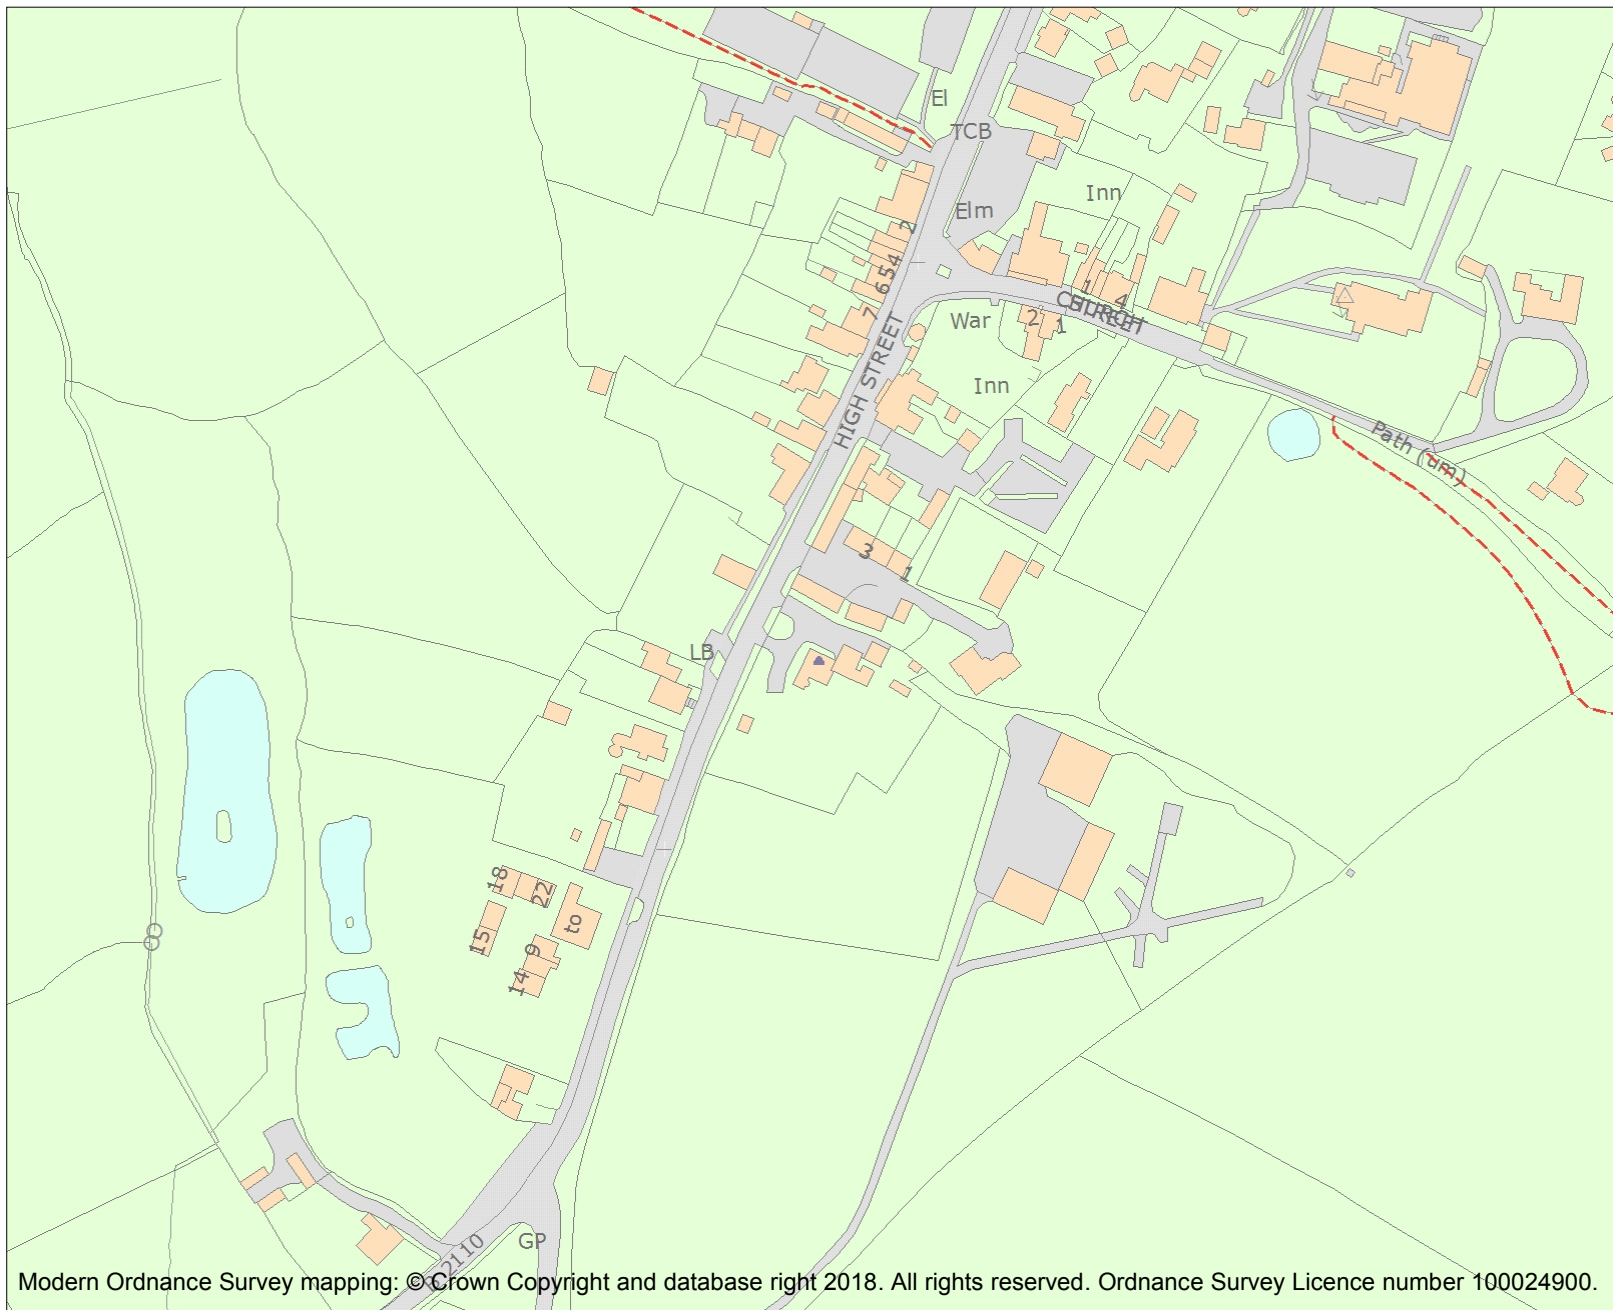 El
TCB
Inn
Elm
2
4
5
6
7
1
4
STREET
2
1
War
HIGH STREET
Inn
Path (um)
3
1
LB
18
22
to
15
9
14
GP
2110
Modern Ordnance Survey mapping: © Crown Copyright and database right 2018. All rights reserved. Ordnance Survey Licence number 100024900.